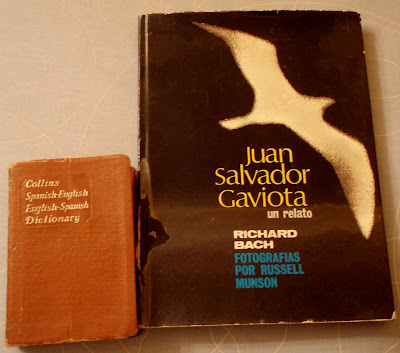 Collins
Spanish-English
English-Spanish
Dictionary
Juan
Salvador
Gaviota
un relato
RICHARD
BACH
FOTOGRAFIAS
POR RUSSELL
MUNSON